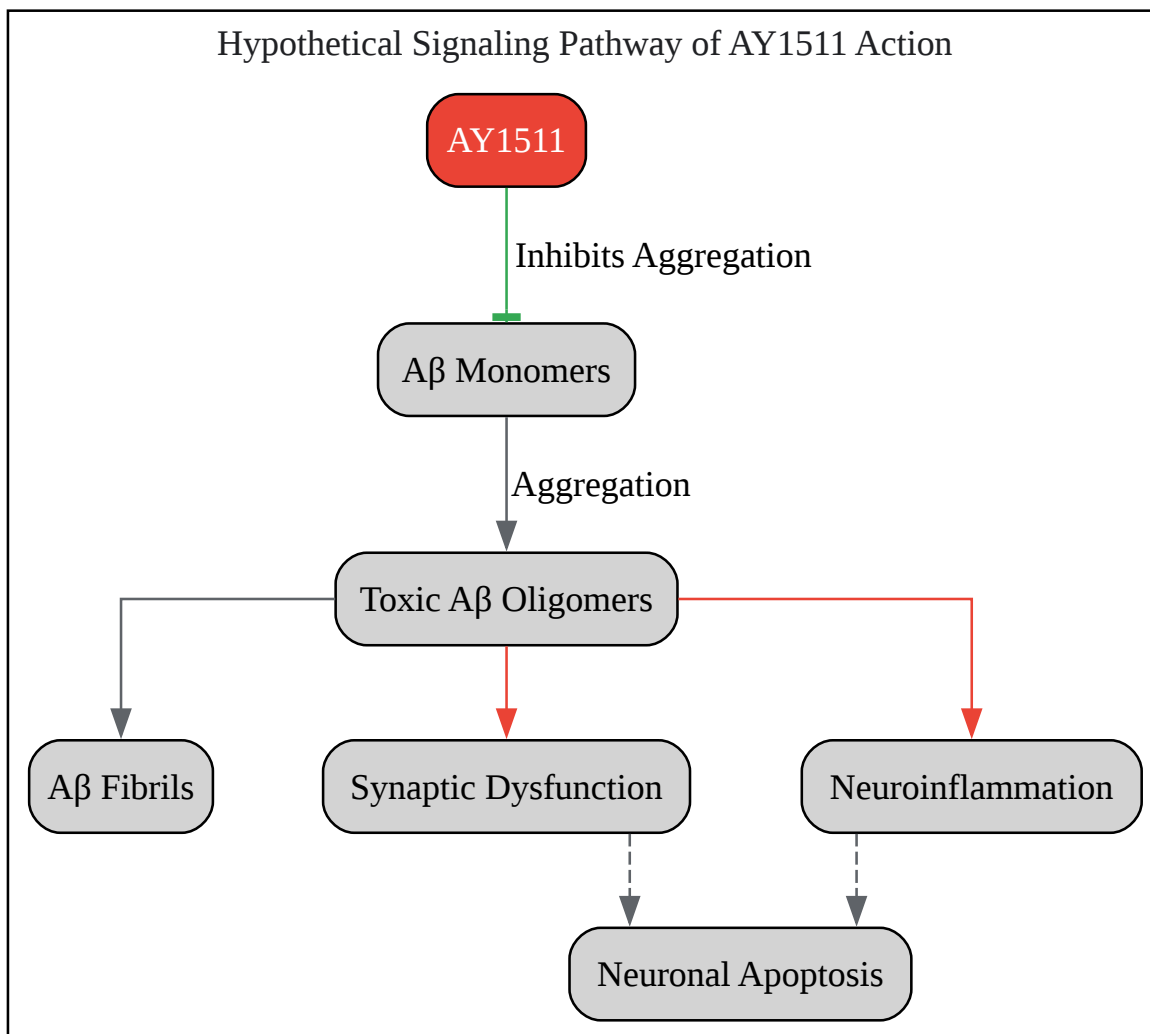 Hypothetical Signaling Pathway of AY1511 Action
AY1511
Inhibits Aggregation
Aβ Monomers
Aggregation
Toxic Aβ Oligomers
Aβ Fibrils
Synaptic Dysfunction
Neuroinflammation
Neuronal Apoptosis